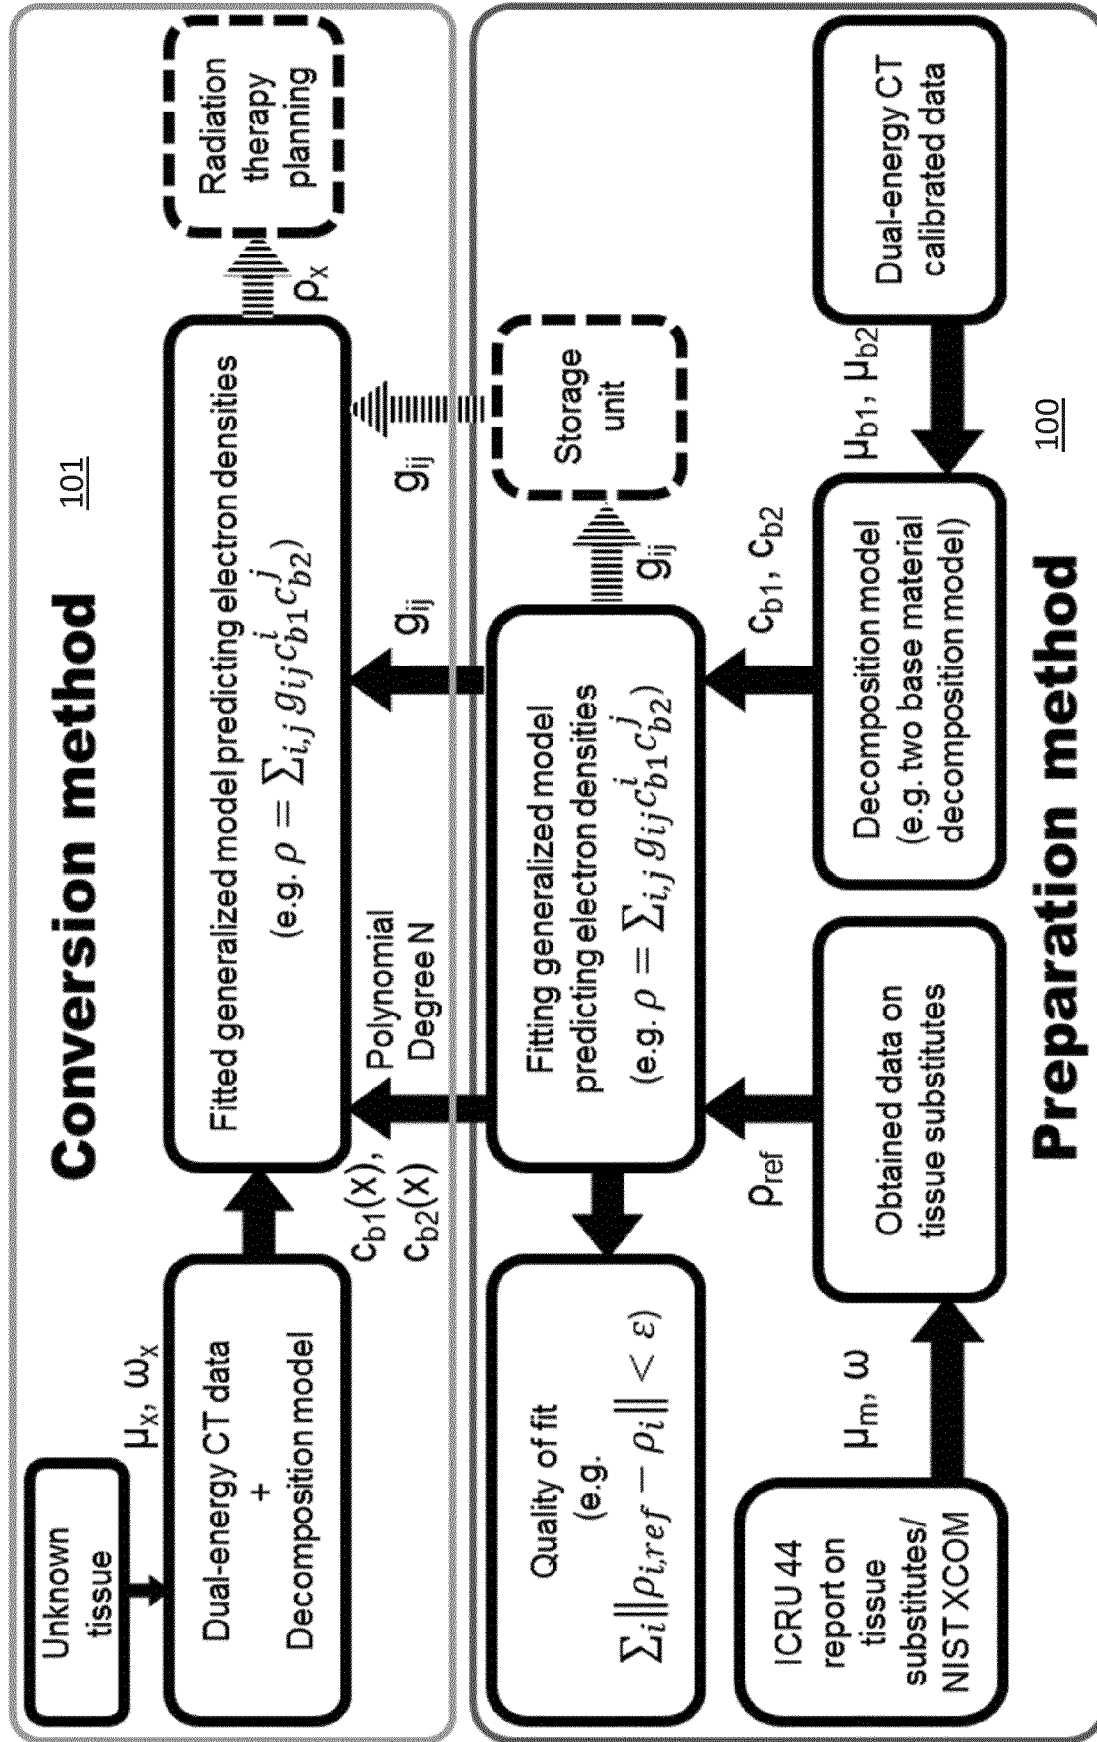 Conversion method
101
Unknown
tissue
μx, ωx
Dual-energy CT data
+
Decomposition model
cb1(x),
cb2(x)
Fitted generalized model predicting electron densities
(e.g. ρ = ∑i,j gij c^i_b1 c^j_b2)
ρx
Radiation
therapy
planning
Polynomial
Degree N
gij
gij
Quality of fit
(e.g.
∑i‖ρi,ref − ρi‖ < ε)
Fitting generalized model
predicting electron densities
(e.g. ρ = ∑i,j gij c^i_b1 c^j_b2)
gij
Storage
unit
ρref
cb1, cb2
ICRU 44
report on
tissue
substitutes/
NIST XCOM
μm, ω
Obtained data on
tissue substitutes
Decomposition model
(e.g. two base material
decomposition model)
μb1, μb2
Dual-energy CT
calibrated data
Preparation method
100